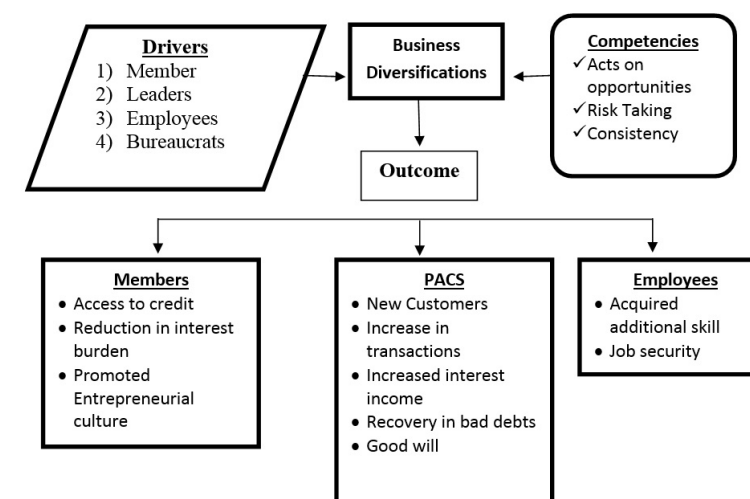 Drivers
1) Member
2) Leaders
3) Employees
4) Bureaucrats
Business
Diversifications
Competencies
✓Acts on
opportunities
✓Risk Taking
✓Consistency
Outcome
Members
• Access to credit
• Reduction in interest
burden
• Promoted
Entrepreneurial
culture
PACS
• New Customers
• Increase in
transactions
• Increased interest
income
• Recovery in bad debts
• Good will
Employees
• Acquired
additional skill
• Job security